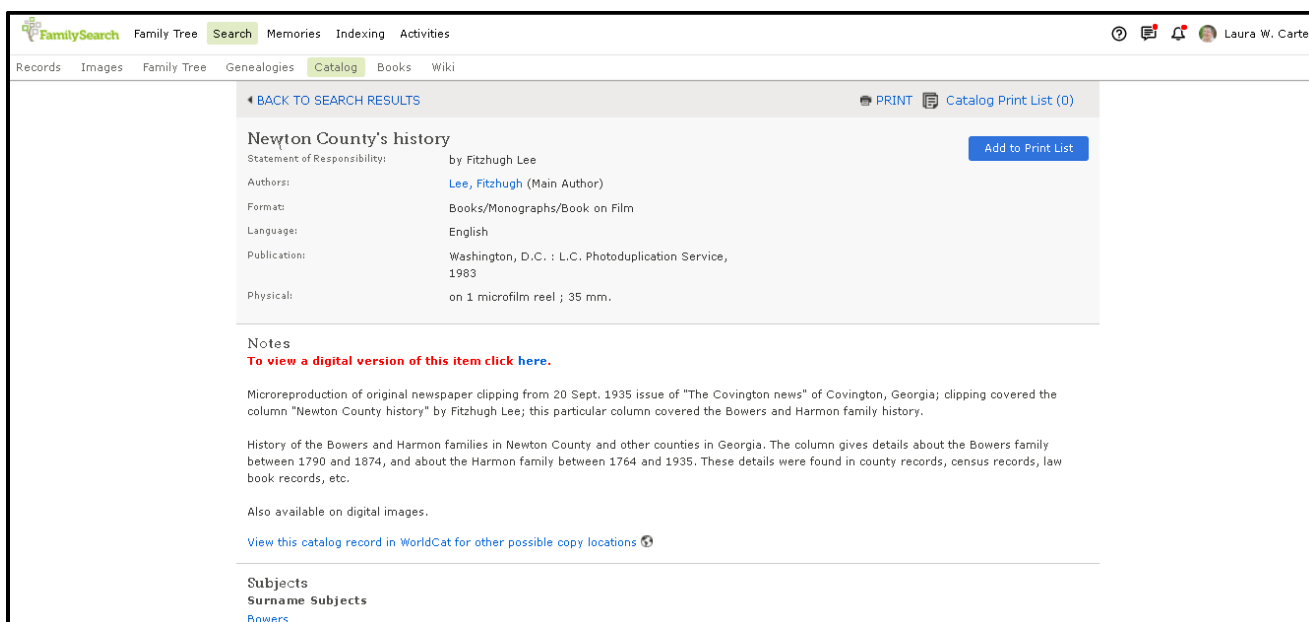 FamilySearch Family Tree Search Memories Indexing Activities Laura W. Carte
Records Images Family Tree Genealogies Catalog Books Wiki
BACK TO SEARCH RESULTS PRINT Catalog Print List (0)
Newton County's history
Add to Print List
Statement of Responsibility: by Fitzhugh Lee
Authors: Lee, Fitzhugh (Main Author)
Format: Books/Monographs/Book on Film
Language: English
Publication: Washington, D.C. : L.C. Photoduplication Service,
1983
Physical: on 1 microfilm reel ; 35 mm.
Notes
To view a digital version of this item click here.
Microreproduction of original newspaper clipping from 20 Sept. 1935 issue of "The Covington news" of Covington, Georgia; clipping covered the
column "Newton County history" by Fitzhugh Lee; this particular column covered the Bowers and Harmon family history.
History of the Bowers and Harmon families in Newton County and other counties in Georgia. The column gives details about the Bowers family
between 1790 and 1874, and about the Harmon family between 1764 and 1935. These details were found in county records, census records, law
book records, etc.
Also available on digital images.
View this catalog record in WorldCat for other possible copy locations
Subjects
Surname Subjects
Bowers